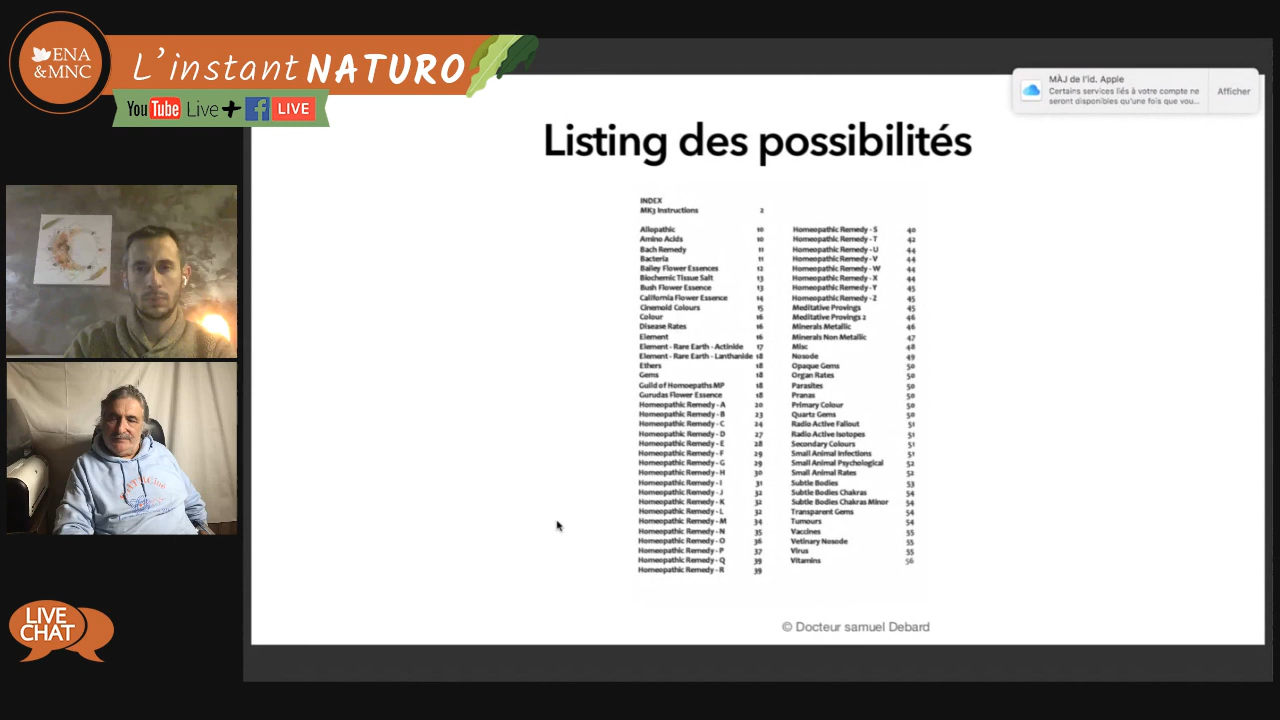 ENA
&MNC
L'instant NATURO
YouTube Live + f LIVE
MÀJ de l'id. Apple
Certains services liés à votre compte ne
seront disponibles qu'une fois que vou...
Afficher
Listing des possibilités
INDEX
MK3 Instructions 2
Allopathic 10
Amino Acids 10
Bach Remedy 11
Bacteria 11
Bailey Flower Essences 12
Biochemic Tissue Salt 13
Bush Flower Essence 13
California Flower Essence 14
Cinemoid Colours 15
Colour 16
Disease Rates 16
Element 16
Element - Rare Earth - Actinide 17
Element - Rare Earth - Lanthanide 18
Ethers 18
Gems 18
Guild of Homoepaths MP 18
Gurudas Flower Essence 18
Homeopathic Remedy - A 20
Homeopathic Remedy - B 23
Homeopathic Remedy - C 24
Homeopathic Remedy - D 27
Homeopathic Remedy - E 28
Homeopathic Remedy - F 29
Homeopathic Remedy - G 29
Homeopathic Remedy - H 30
Homeopathic Remedy - I 31
Homeopathic Remedy - J 32
Homeopathic Remedy - K 32
Homeopathic Remedy - L 32
Homeopathic Remedy - M 34
Homeopathic Remedy - N 35
Homeopathic Remedy - O 36
Homeopathic Remedy - P 37
Homeopathic Remedy - Q 39
Homeopathic Remedy - R 39
Homeopathic Remedy - S 40
Homeopathic Remedy - T 42
Homeopathic Remedy - U 44
Homeopathic Remedy - V 44
Homeopathic Remedy - W 44
Homeopathic Remedy - X 44
Homeopathic Remedy - Y 45
Homeopathic Remedy - Z 45
Meditative Provings 45
Meditative Provings 2 46
Minerals Metallic 46
Minerals Non Metallic 47
Misc 48
Nosode 49
Opaque Gems 50
Organ Rates 50
Parasites 50
Pranas 50
Primary Colour 50
Quartz Gems 50
Radio Active Fallout 51
Radio Active Isotopes 51
Secondary Colours 51
Small Animal Infections 51
Small Animal Psychological 52
Small Animal Rates 52
Subtle Bodies 53
Subtle Bodies Chakras 54
Subtle Bodies Chakras Minor 54
Transparent Gems 54
Tumours 54
Vaccines 55
Vetinary Nosode 55
Virus 55
Vitamins 56
© Docteur samuel Debard
LIVE
CHAT